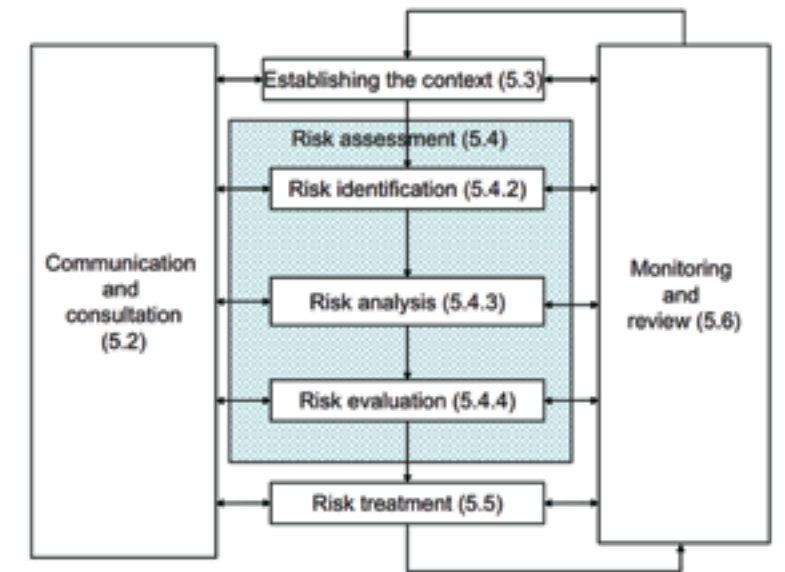 Establishing the context (5.3)
Risk assessment (5.4)
Risk identification (5.4.2)
Communication
and
consultation
(5.2)
Risk analysis (5.4.3)
Monitoring
and
review (5.6)
Risk evaluation (5.4.4)
Risk treatment (5.5)